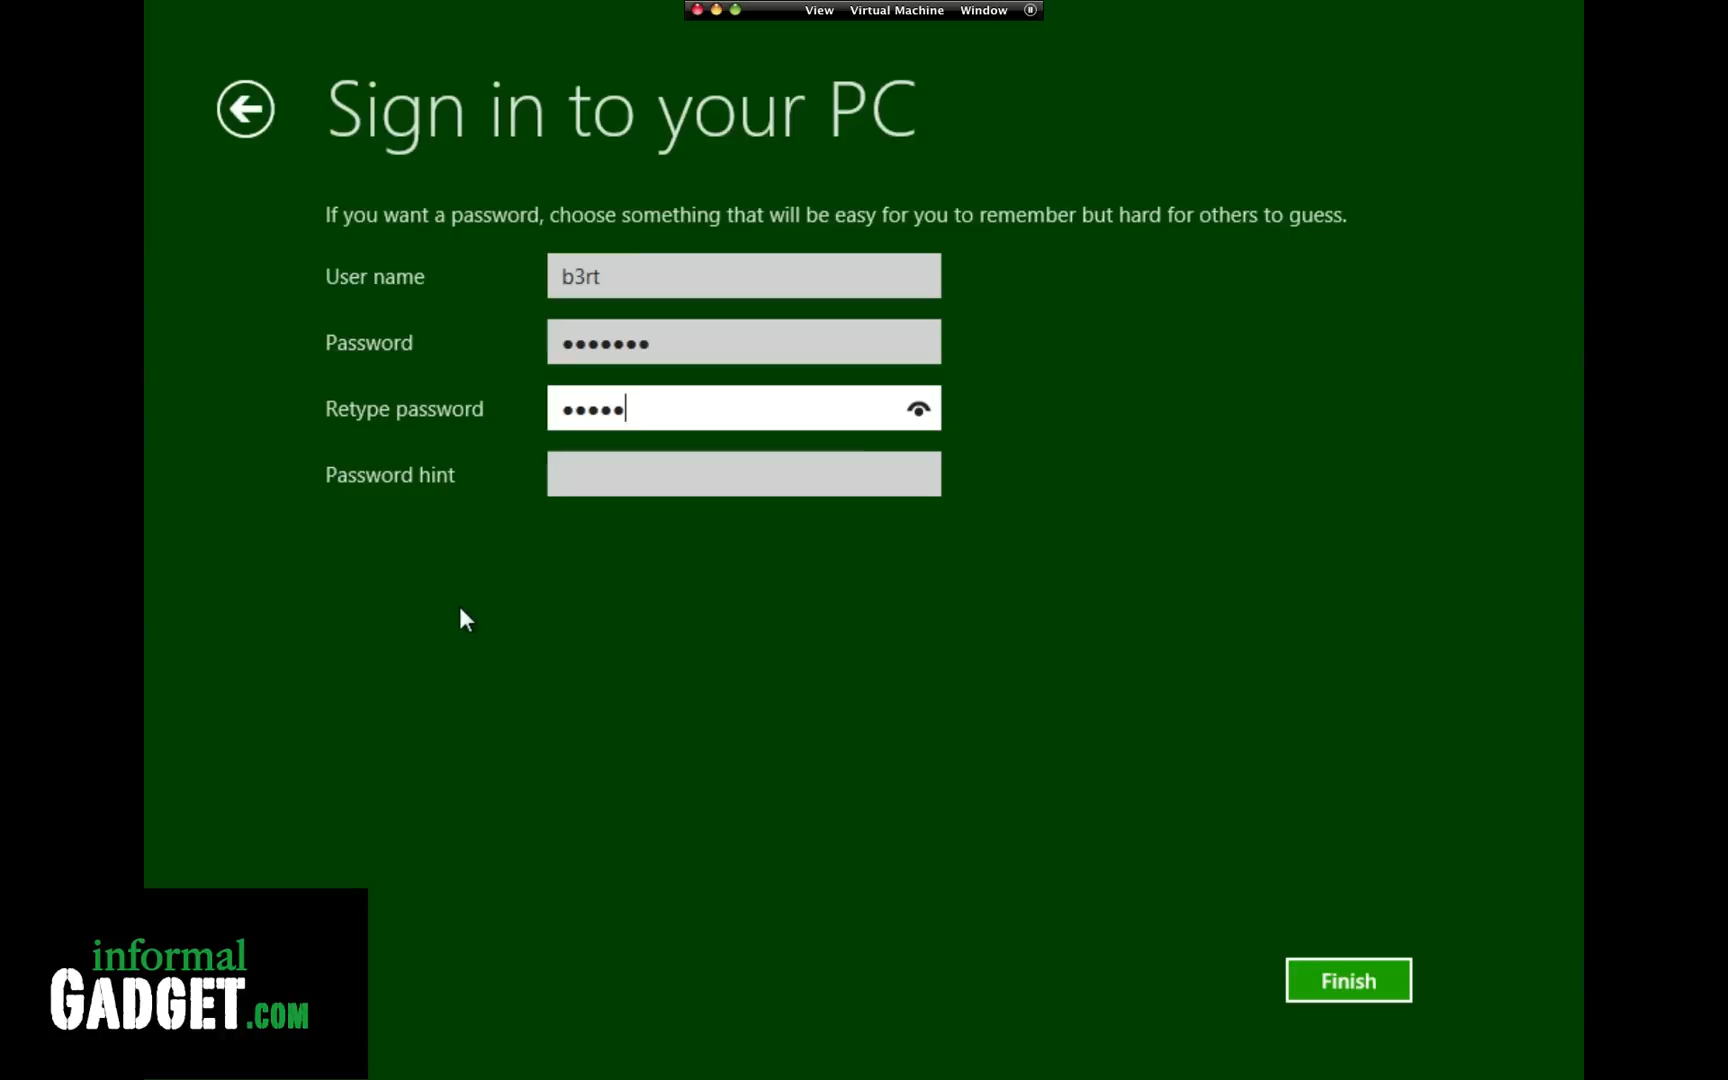 View Virtual Machine Window
Sign in to your PC
If you want a password, choose something that will be easy for you to remember but hard for others to guess.
User name b3rt
Password •••••••
Retype password •••••
Password hint
Finish
informal
GADGET.COM